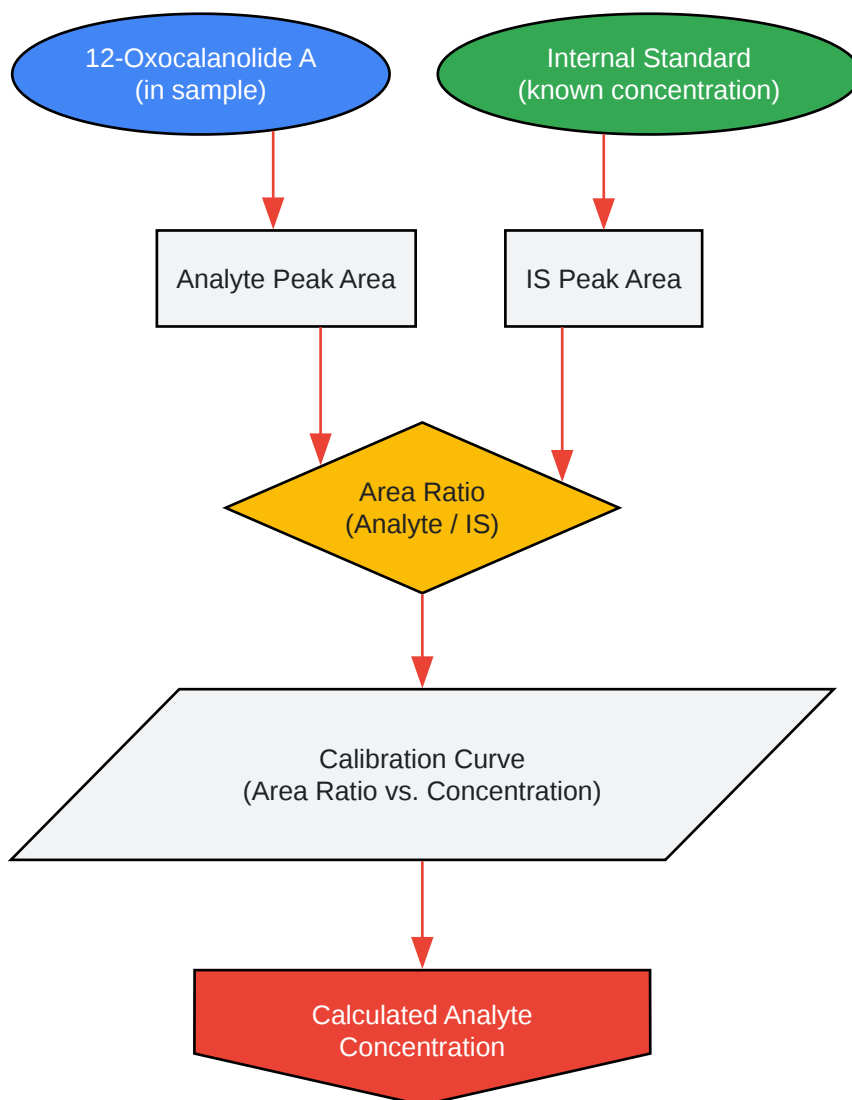 12-Oxocalanolide A
(in sample)
Internal Standard
(known concentration)
Analyte Peak Area
IS Peak Area
Area Ratio
(Analyte / IS)
Calibration Curve
(Area Ratio vs. Concentration)
Calculated Analyte
Concentration